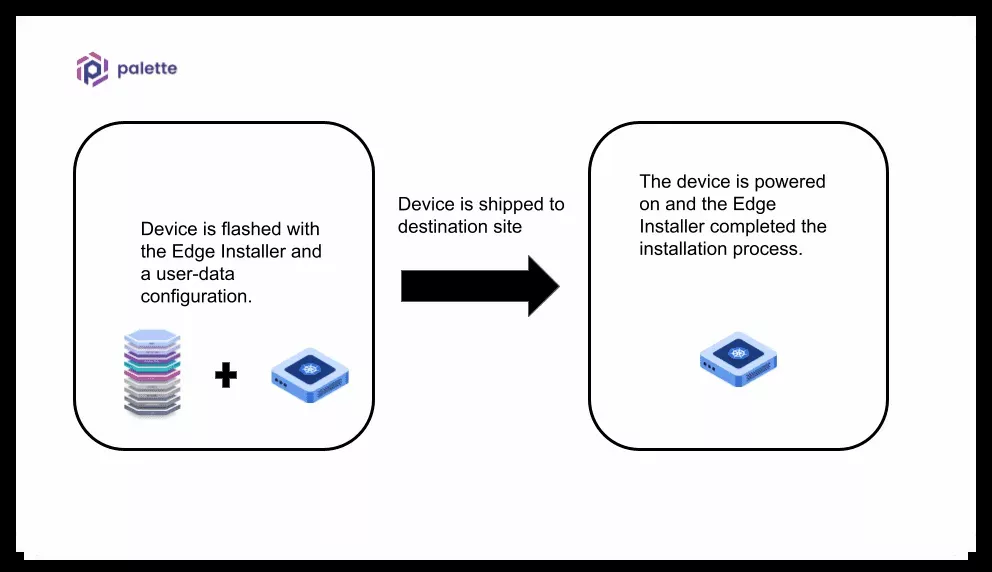 palette
Device is flashed with
the Edge Installer and
a user-data
configuration.
Device is shipped to
destination site
The device is powered
on and the Edge
Installer completed the
installation process.